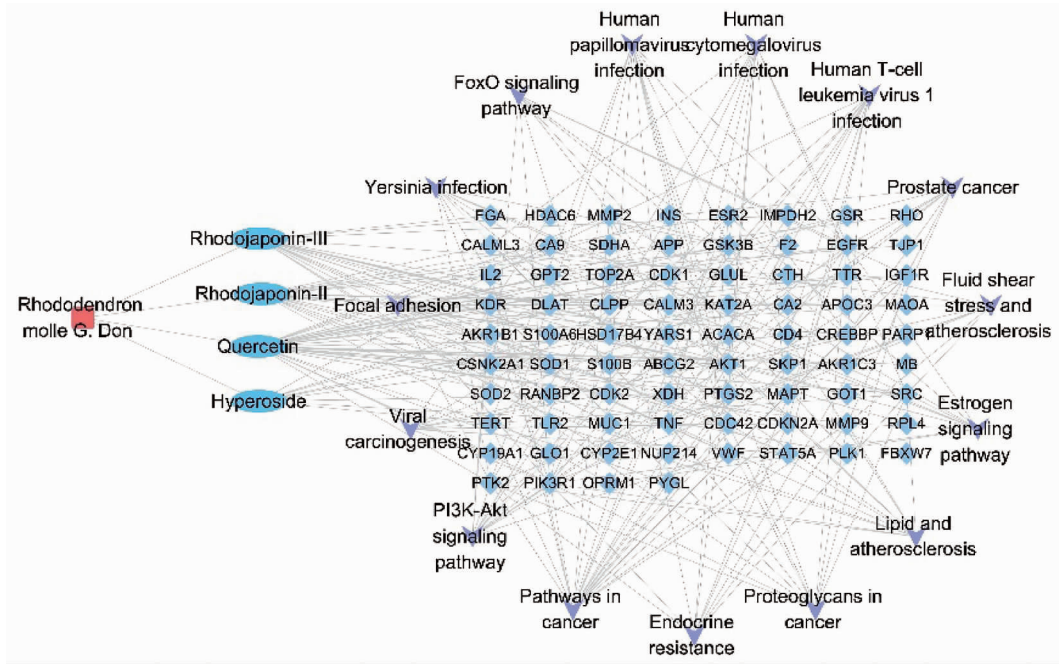 Human
papillomavirus
infection
Human
cytomegalovirus
infection
Human T-cell
leukemia virus 1
infection
FoxO signaling
pathway
Yersinia infection
Prostate cancer
Rhododendron
molle G. Don
Rhodojaponin-III
Rhodojaponin-II
Quercetin
Hyperoside
Focal adhesion
Fluid shear
stress and
atherosclerosis
FGA HDAC6 MMP2 INS ESR2 IMPDH2 GSR RHO
CALML3 CA9 SDHA APP GSK3B F2 EGFR TJP1
IL2 GPT2 TOP2A CDK1 GLUL CTH TTR IGF1R
KDR DLAT CLPP CALM3 KAT2A CA2 APOC3 MAOA
AKR1B1 S100A6 HSD17B4 YARS1 ACACA CD4 CREBBP PARP1
CSNK2A1 SOD1 S100B ABCG2 AKT1 SKP1 AKR1C3 MB
SOD2 RANBP2 CDK2 XDH PTGS2 MAPT GOT1 SRC
TERT TLR2 MUC1 TNF CDC42 CDKN2A MMP9 RPL4
CYP19A1 GLO1 CYP2E1 NUP214 VWF STAT5A PLK1 FBXW7
PTK2 PIK3R1 OPRM1 PYGL
Viral
carcinogenesis
Estrogen
signaling
pathway
PI3K-Akt
signaling
pathway
Lipid and
atherosclerosis
Pathways in
cancer
Endocrine
resistance
Proteoglycans in
cancer